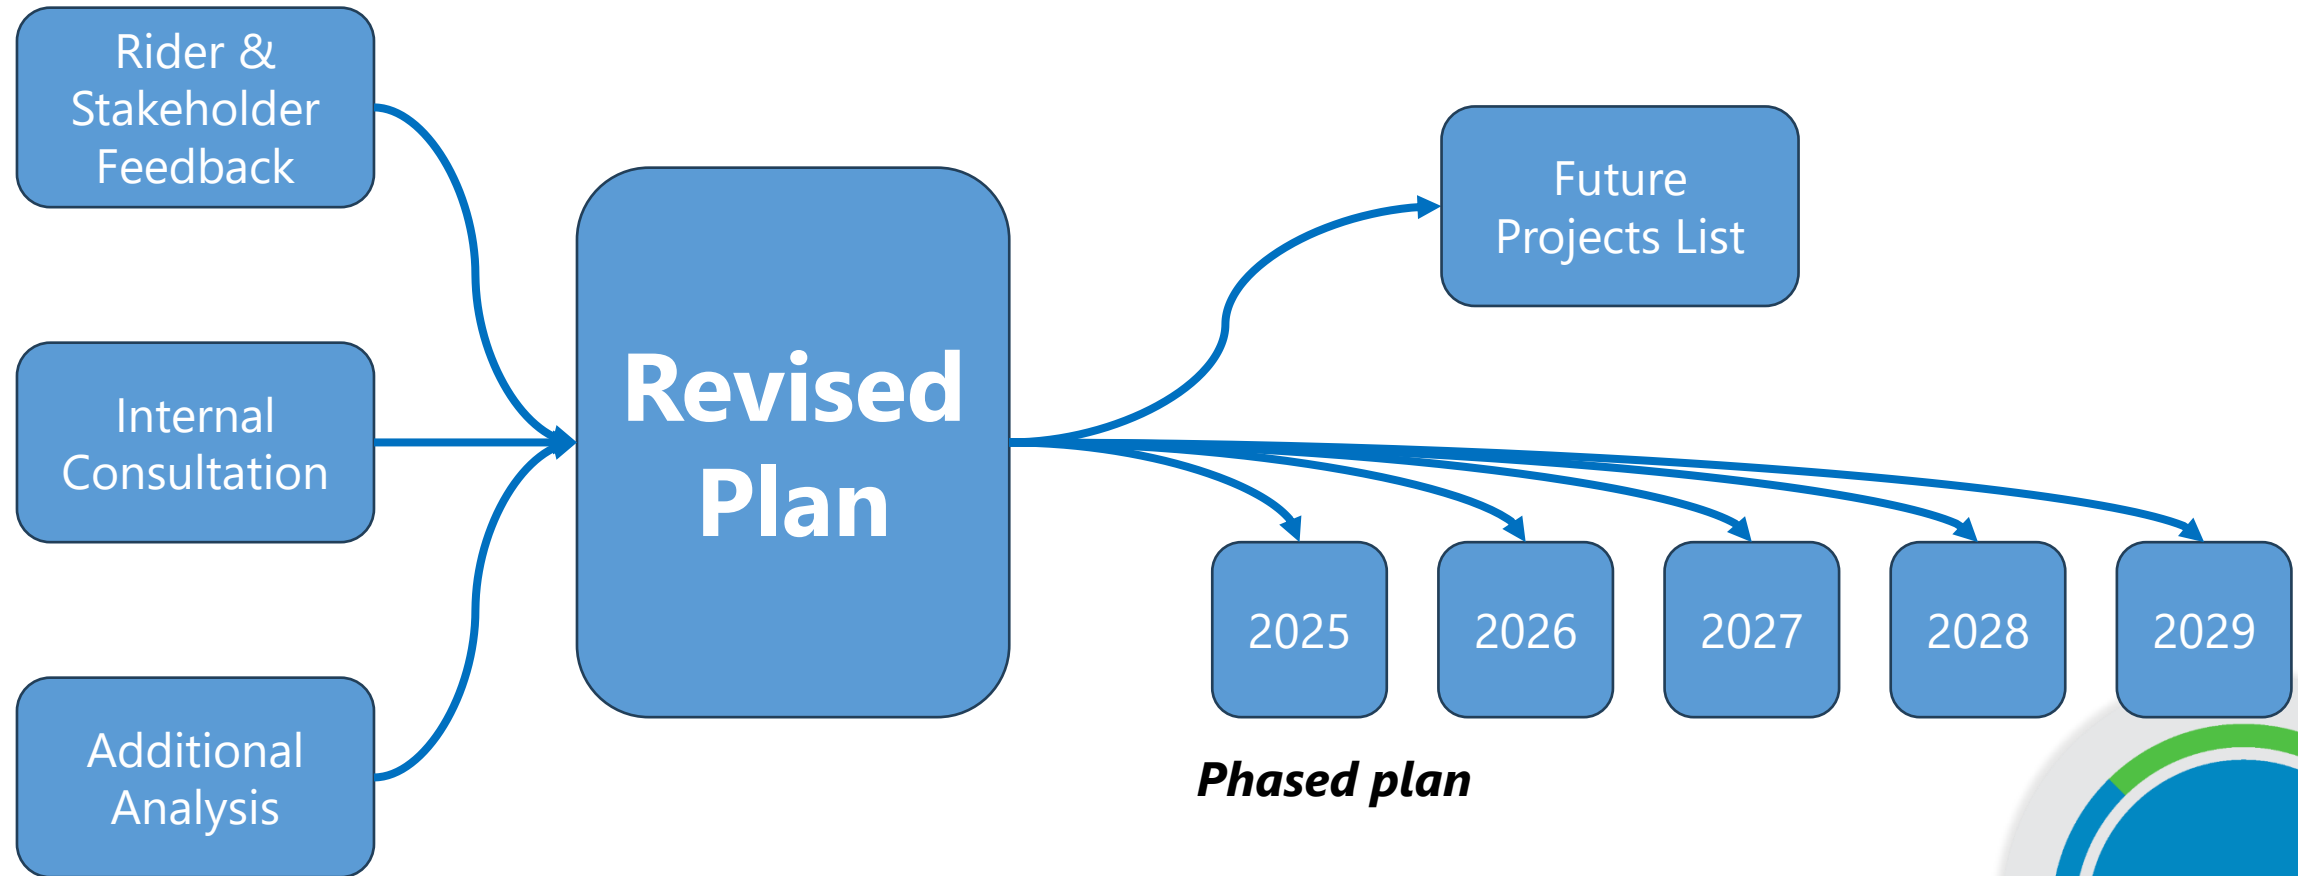 Rider &
Stakeholder
Feedback
Internal
Consultation
Additional
Analysis
Revised
Plan
Future
Projects List
2025
2026
2027
2028
2029
Phased plan